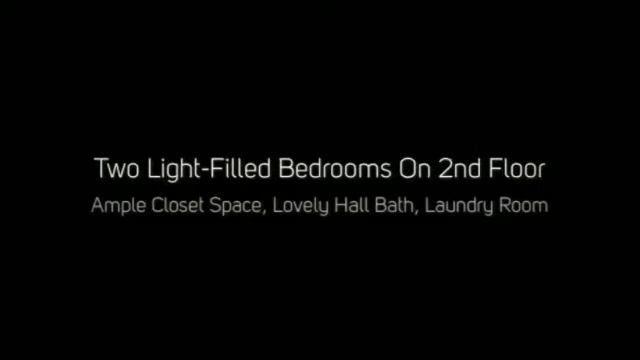 Two Light-Filled Bedrooms On 2nd Floor
Ample Closet Space, Lovely Hall Bath, Laundry Room